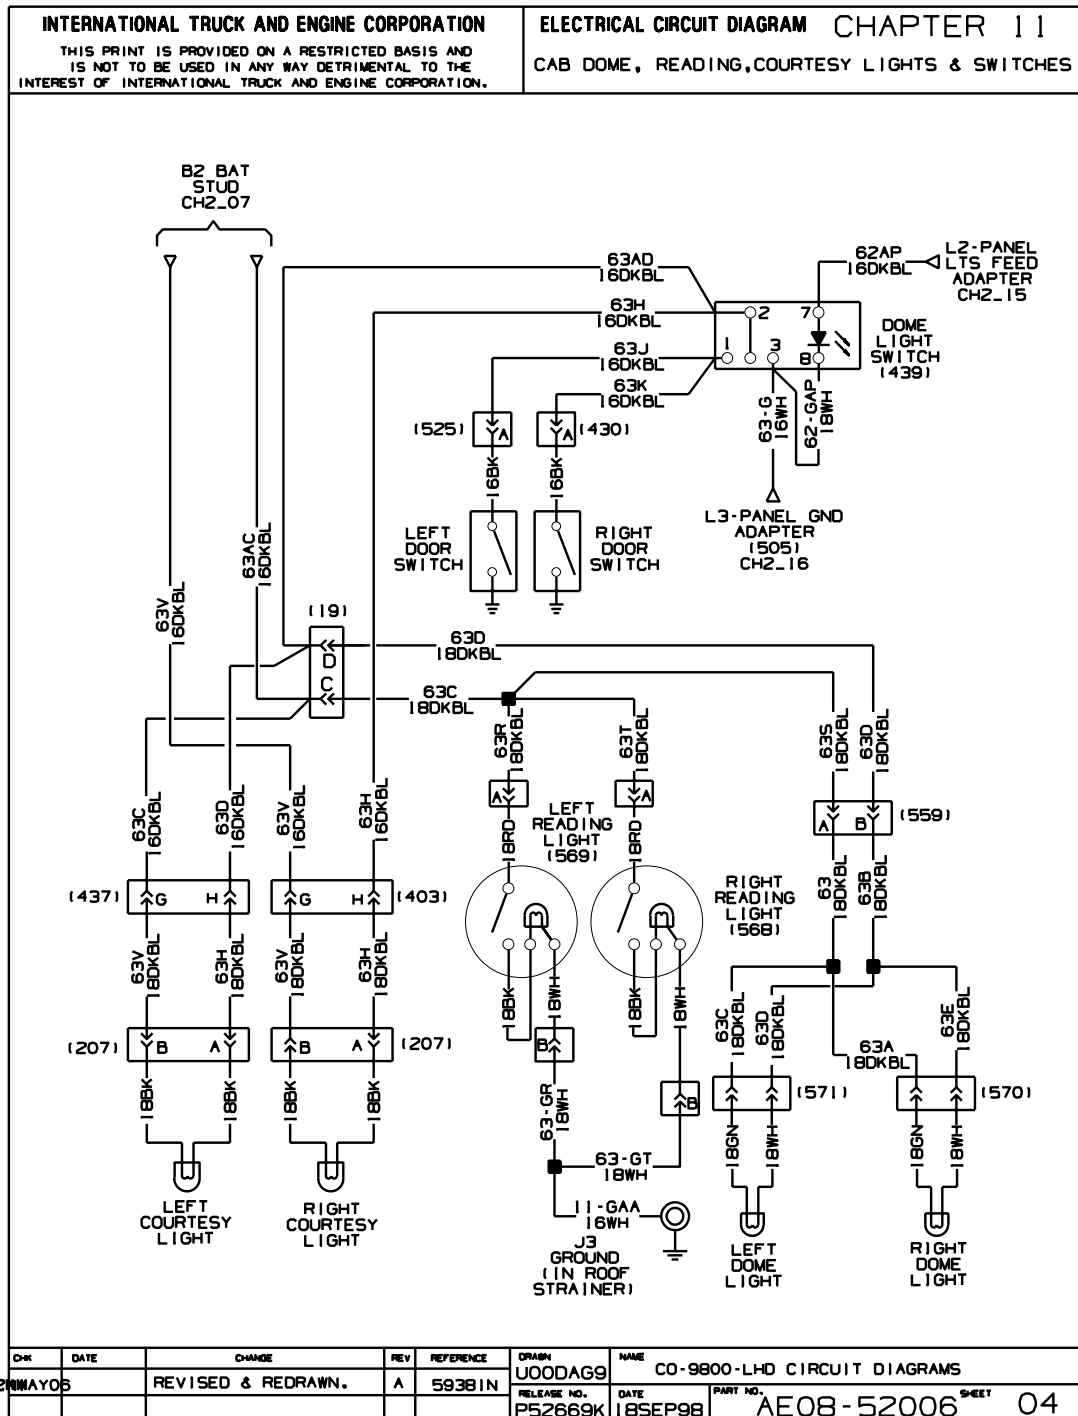 INTERNATIONAL TRUCK AND ENGINE CORPORATION
THIS PRINT IS PROVIDED ON A RESTRICTED BASIS AND
IS NOT TO BE USED IN ANY WAY DETRIMENTAL TO THE
INTEREST OF INTERNATIONAL TRUCK AND ENGINE CORPORATION.
ELECTRICAL CIRCUIT DIAGRAM CHAPTER 11
CAB DOME, READING,COURTESY LIGHTS & SWITCHES
B2 BAT
STUD
CH2_07
63AD
16DKBL
62AP
16DKBL
L2-PANEL
LTS FEED
ADAPTER
CH2_15
63H
16DKBL
2
7
DOME
LIGHT
SWITCH
(439)
63J
16DKBL
1
3
8
63K
16DKBL
(525)
A
A
(430)
63-G
16WH
62-GAP
18WH
16BK
16BK
L3-PANEL GND
ADAPTER
(505)
CH2_16
LEFT
DOOR
SWITCH
RIGHT
DOOR
SWITCH
63AC
16DKBL
63V
16DKBL
(19)
D
C
63D
18DKBL
63C
18DKBL
63R
18DKBL
63T
18DKBL
63S
18DKBL
63D
18DKBL
63C
16DKBL
63D
16DKBL
63V
16DKBL
63H
16DKBL
A
A
LEFT
READING
LIGHT
(569)
A
B
(559)
18RD
18RD
(437)
G
H
G
H
(403)
RIGHT
READING
LIGHT
(568)
63
18DKBL
63B
18DKBL
63V
18DKBL
63H
18DKBL
63V
18DKBL
63H
18DKBL
18BK
18WH
18BK
18WH
63C
18DKBL
63D
18DKBL
63E
18DKBL
63A
18DKBL
(207)
B
A
B
A
(207)
B
B
(571)
(570)
18BK
18BK
18BK
18BK
63-GR
18WH
18GN
18WH
18GN
18WH
63-GT
18WH
LEFT
COURTESY
LIGHT
RIGHT
COURTESY
LIGHT
11-GAA
16WH
J3
GROUND
(IN ROOF
STRAINER)
LEFT
DOME
LIGHT
RIGHT
DOME
LIGHT
CHK DATE CHANGE REV REFERENCE
REVISED & REDRAWN. A 59381N
DRAWN
U00DAG9
NAME
CO-9800-LHD CIRCUIT DIAGRAMS
RELEASE NO.
P52669K
DATE
18SEP98
PART NO.
AE08-52006
SHEET
04